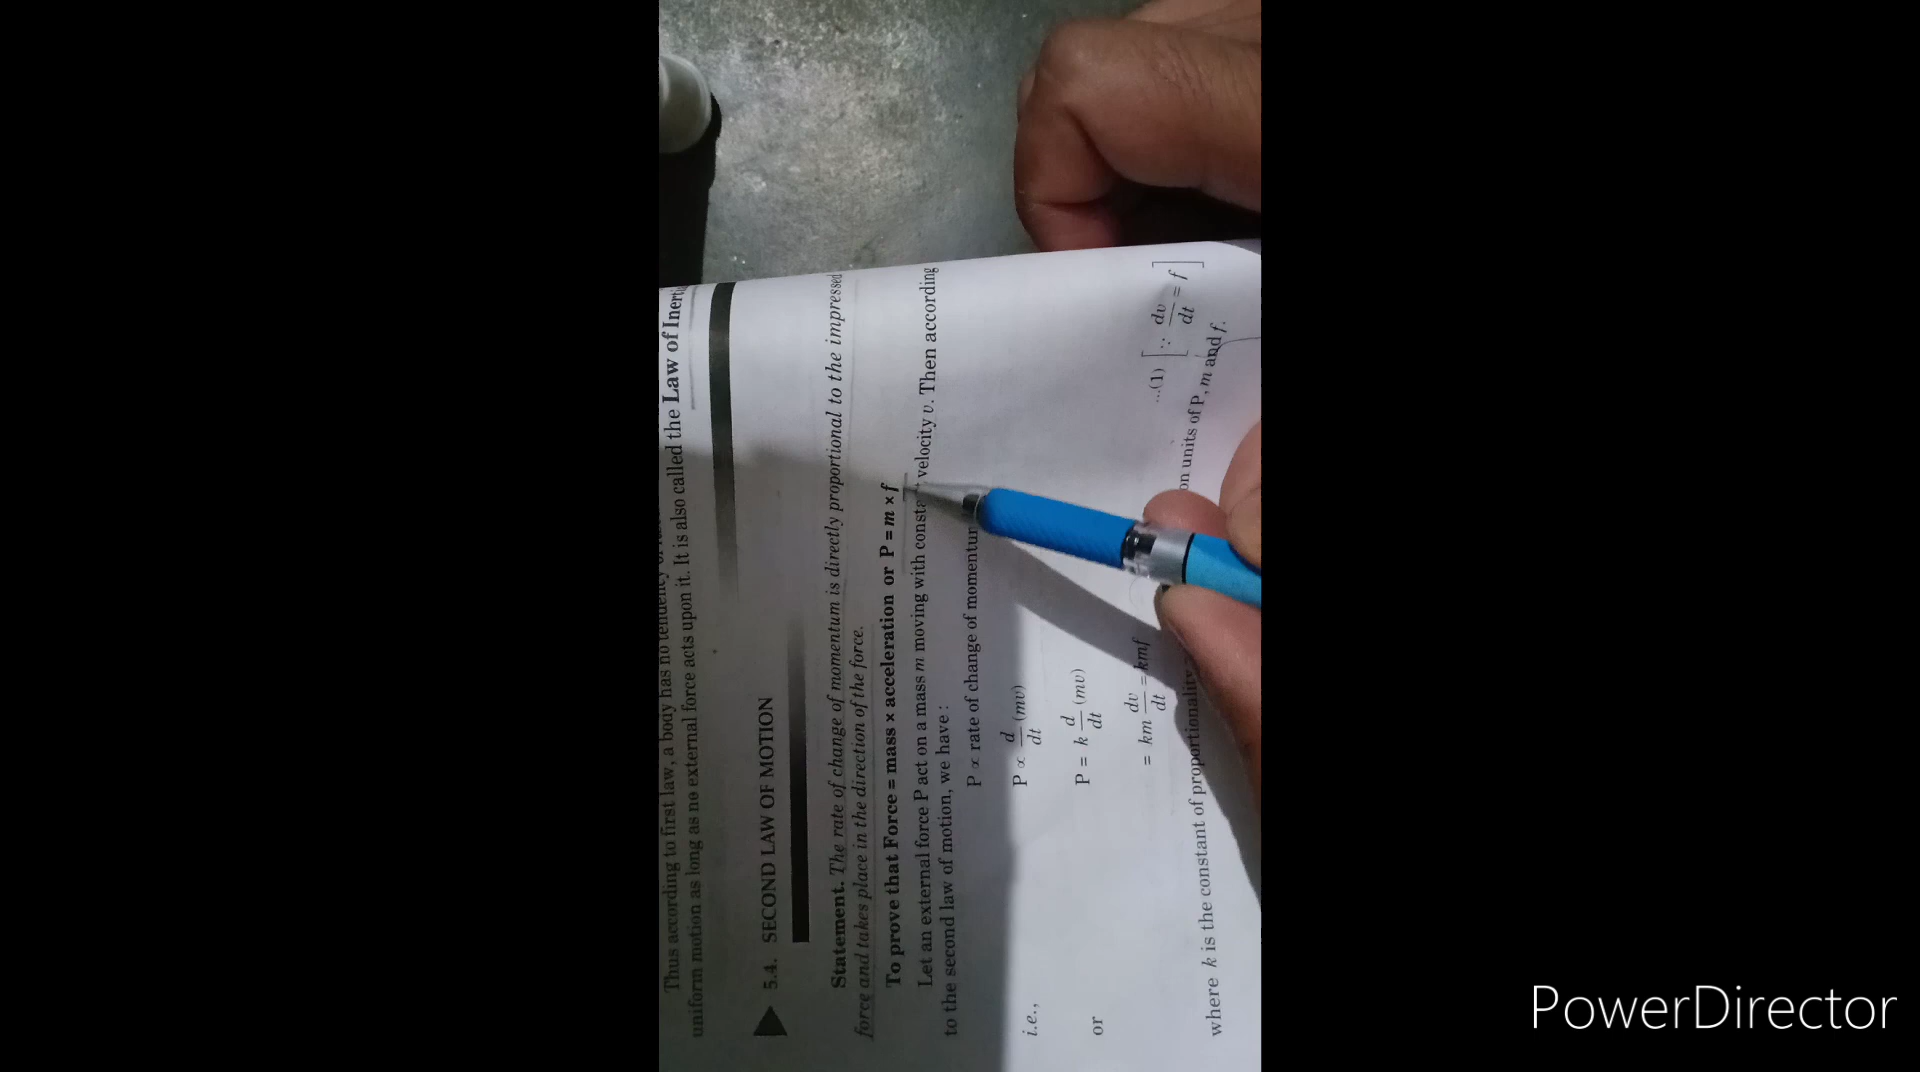 Thus according to first law, a body has no tendency
uniform motion as long as no external force acts upon it. It is also called the Law of Inertia
5.4. SECOND LAW OF MOTION
Statement. The rate of change of momentum is directly proportional to the impressed
force and takes place in the direction of the force.
To prove that Force = mass × acceleration or P = m × f
Let an external force P act on a mass m moving with constant velocity v. Then according
to the second law of motion, we have :
P ∝ rate of change of momentum
i.e., P ∝ d/dt (mv)
or P = k d/dt (mv)
= km dv/dt = kmf ...(1) [∵ dv/dt = f]
where k is the constant of proportionality on units of P, m and f.
PowerDirector